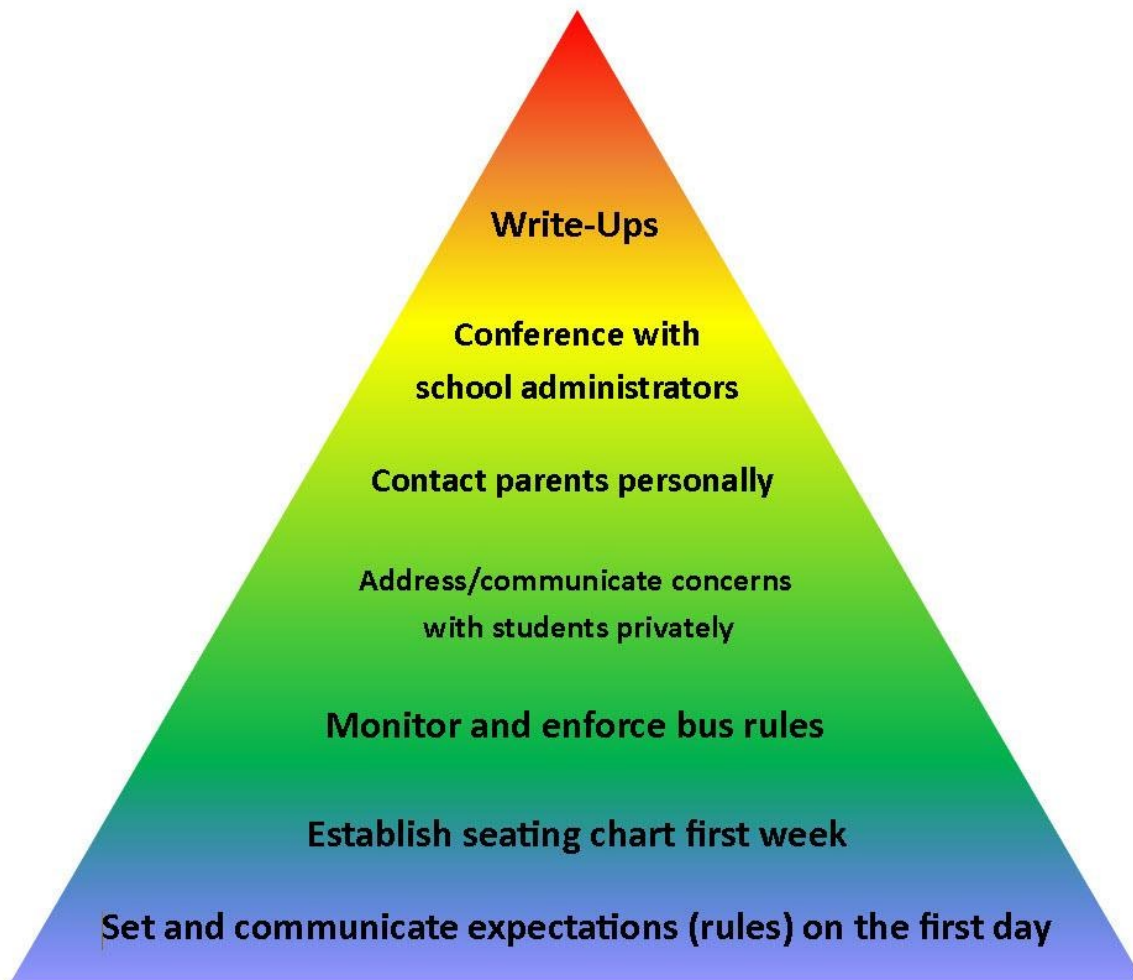 Write-Ups
Conference with
school administrators
Contact parents personally
Address/communicate concerns
with students privately
Monitor and enforce bus rules
Establish seating chart first week
Set and communicate expectations (rules) on the first day